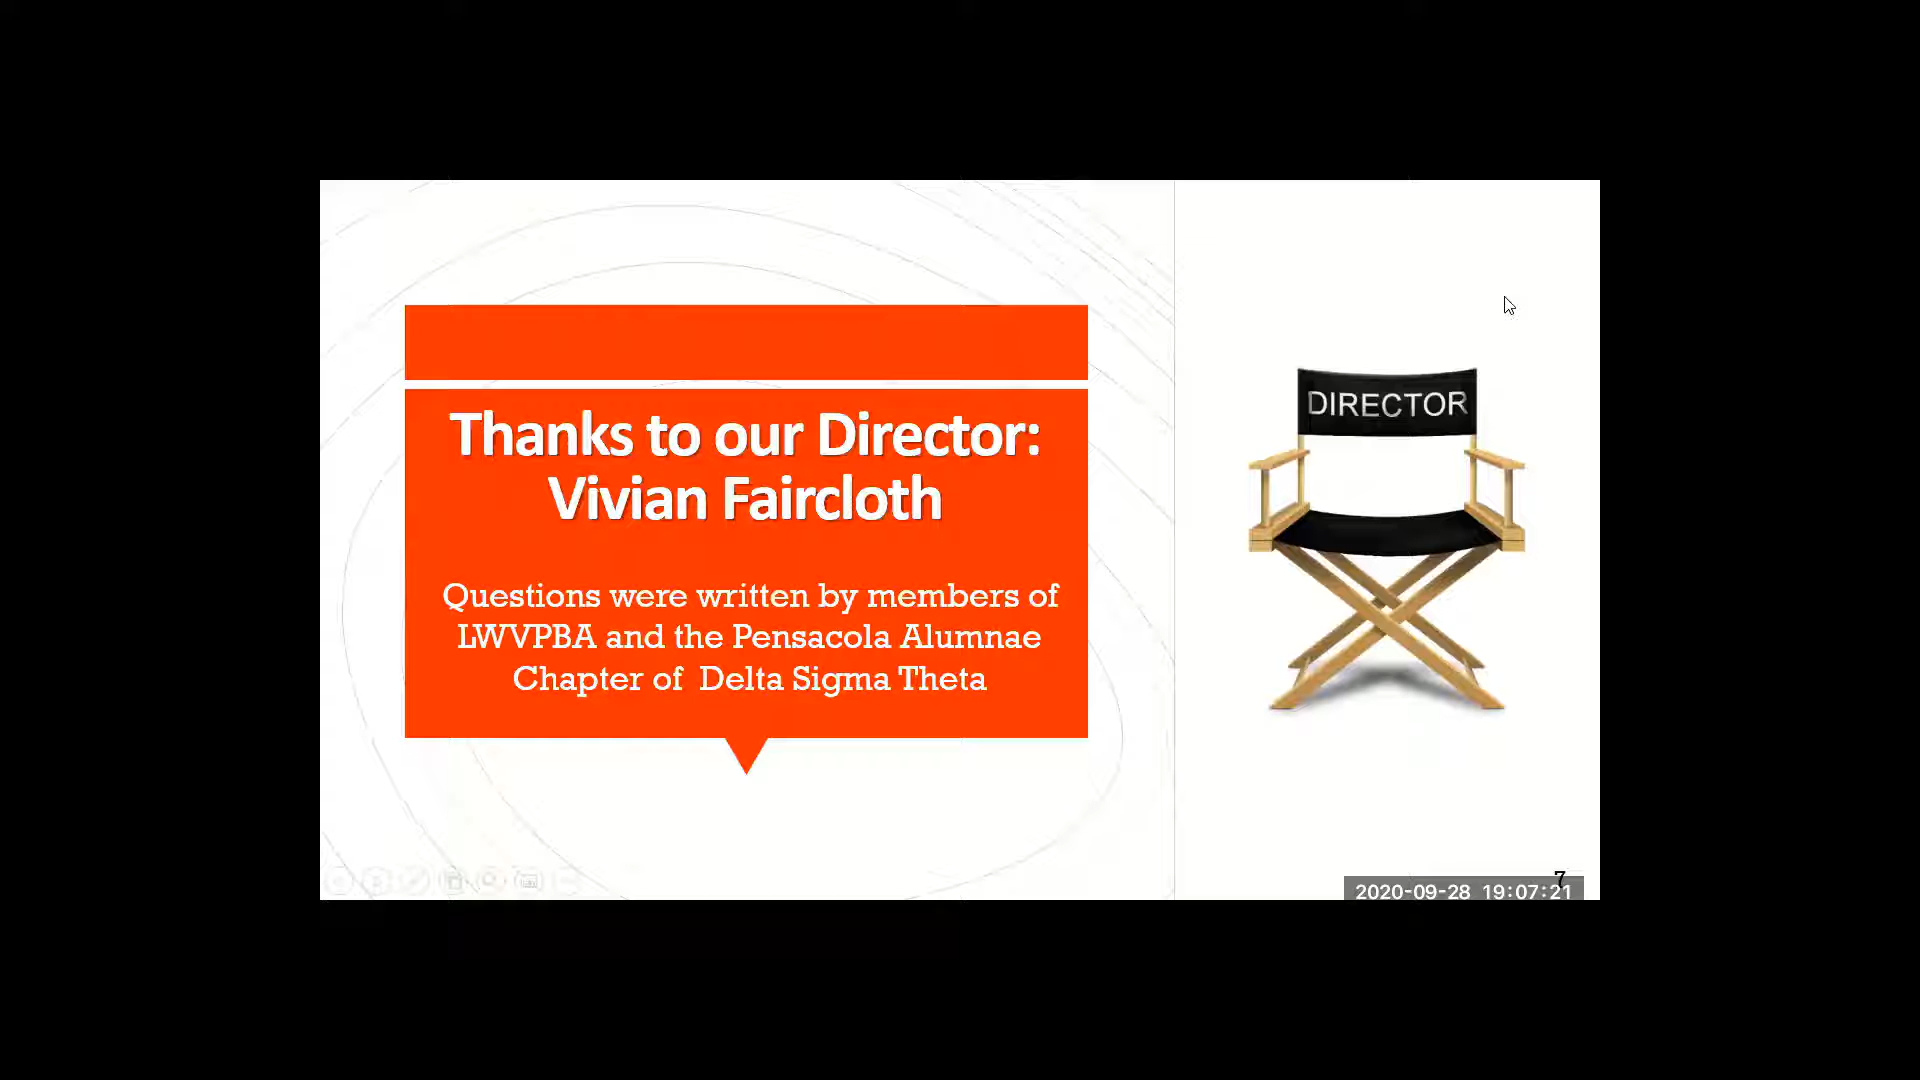 Thanks to our Director:
Vivian Faircloth
Questions were written by members of
LWVPBA and the Pensacola Alumnae
Chapter of Delta Sigma Theta
DIRECTOR
7
2020-09-28 19:07:21